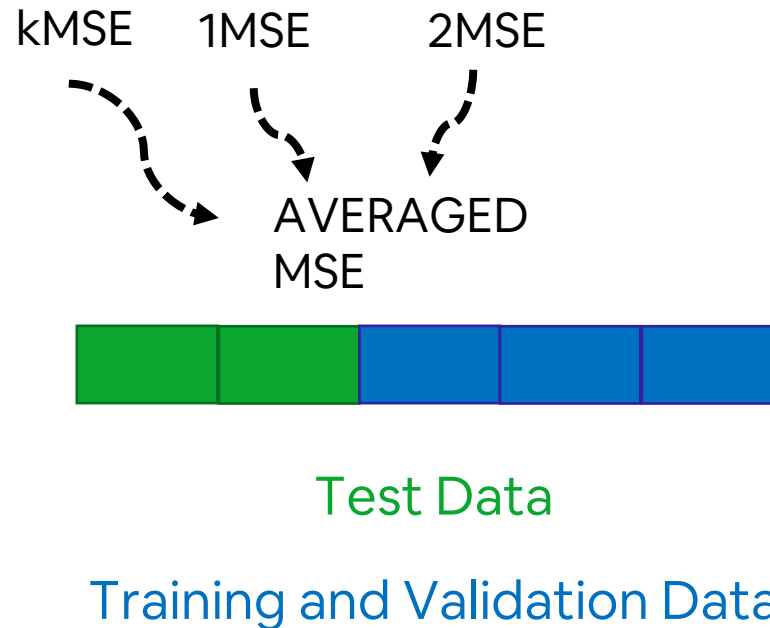 kMSE 1MSE 2MSE
AVERAGED
MSE
Test Data
Training and Validation Data